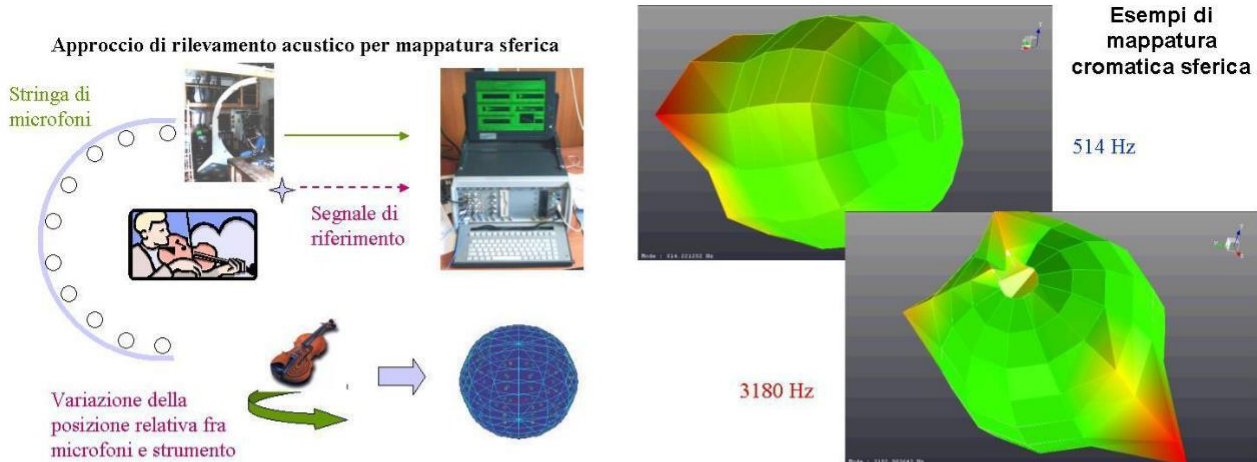 Approccio di rilevamento acustico per mappatura sferica
Stringa di
microfoni
Segnale di
riferimento
Variazione della
posizione relativa fra
microfoni e strumento
Esempi di
mappatura
cromatica sferica
514 Hz
3180 Hz